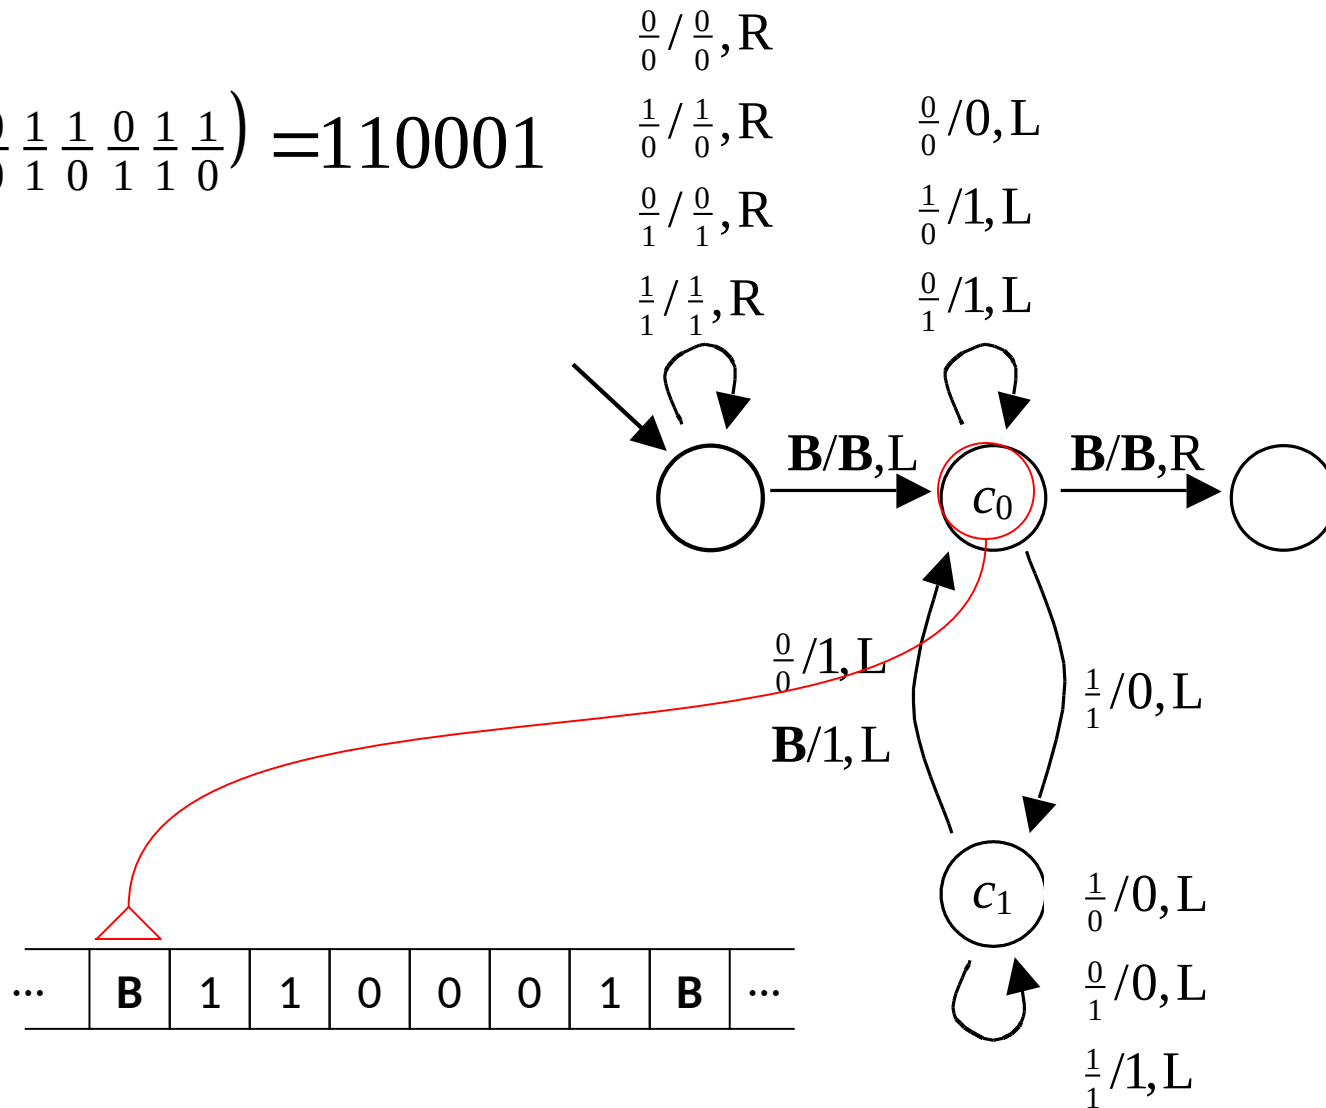 0/0 / 0/0 ,R
1/0 / 1/0 ,R
0/1 / 0/1 ,R
1/1 / 1/1 ,R
0/0 /0,L
1/0 /1,L
0/1 /1,L
1/1 1/0 0/1 1/1 1/0) =110001
B/B,L
B/B,R
c0
0/0 /1,L
B/1,L
1/1 /0,L
c1
1/0 /0,L
0/1 /0,L
1/1 /1,L
... B 1 1 0 0 0 1 B ...